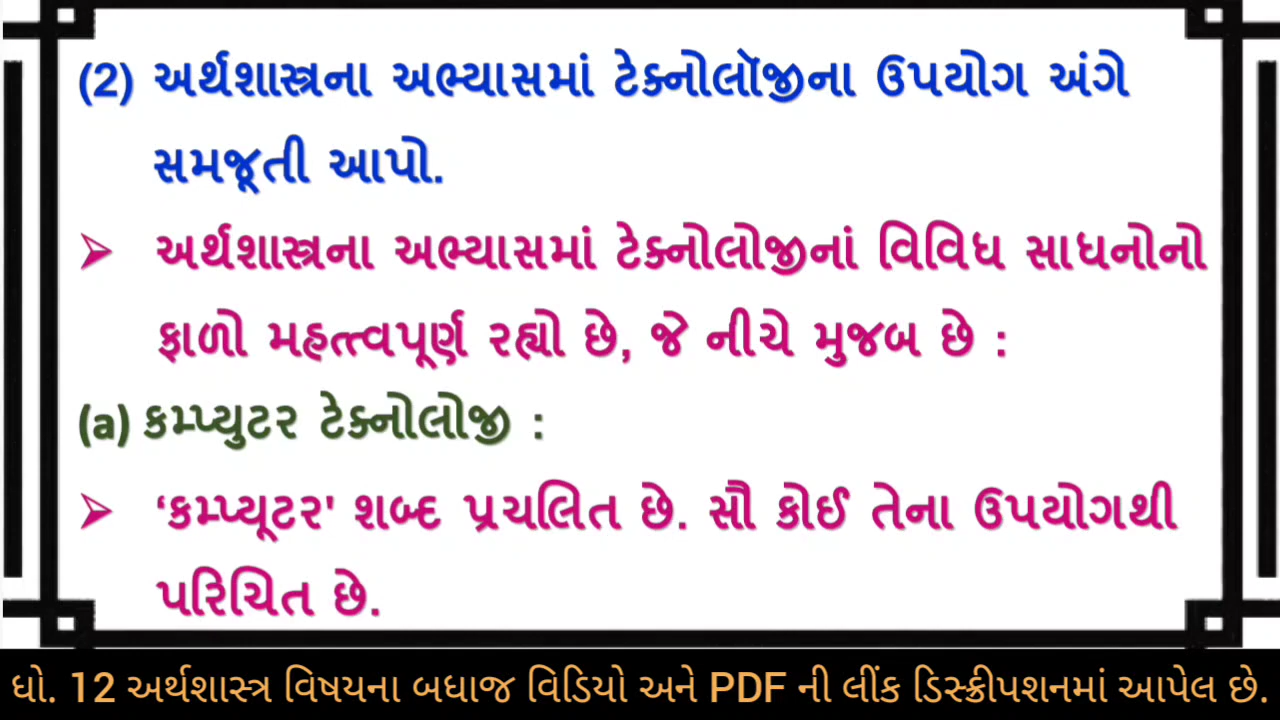 (2) અર્થશાસ્ત્રના અભ્યાસમાં ટેક્નોલૉજીના ઉપયોગ અંગે
સમજૂતી આપો.
➢ અર્થશાસ્ત્રના અભ્યાસમાં ટેક્નોલોજીનાં વિવિધ સાધનોનો
ફાળો મહત્ત્વપૂર્ણ રહ્યો છે, જે નીચે મુજબ છે :
(a) કમ્પ્યુટર ટેક્નોલોજી :
➢ ‘કમ્પ્યૂટર' શબ્દ પ્રચલિત છે. સૌ કોઈ તેના ઉપયોગથી
પરિચિત છે.
ધો. 12 અર્થશાસ્ત્ર વિષયના બધાજ વિડિયો અને PDF ની લીંક ડિસ્ક્રીપશનમાં આપેલ છે.